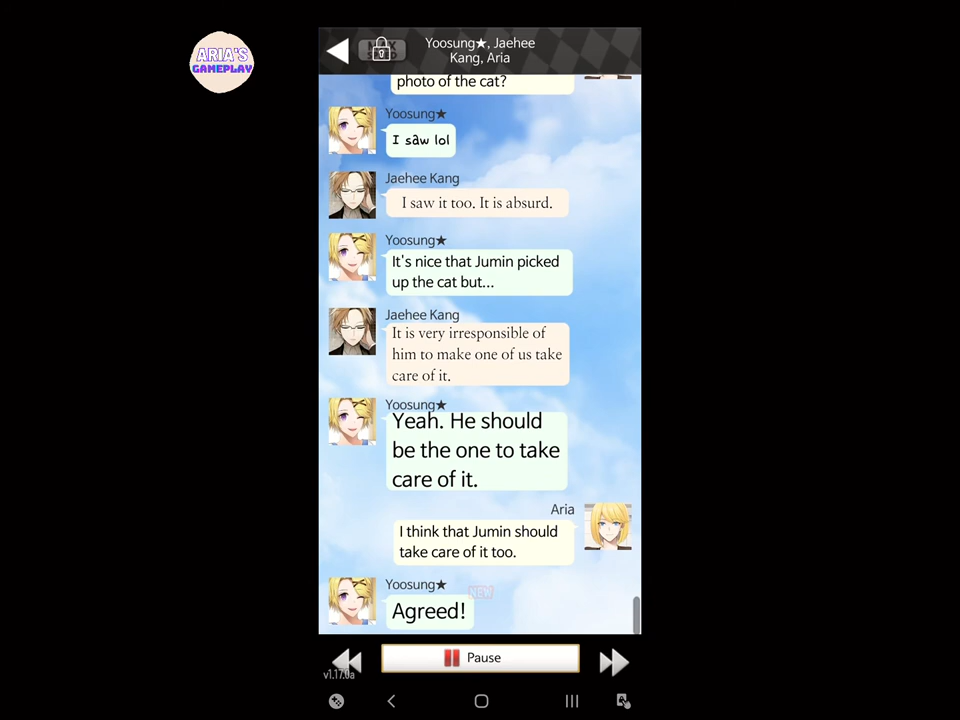 ARIA'S
GAMEPLAY
Yoosung★, Jaehee
Kang, Aria
photo of the cat?
Yoosung★
I saw lol
Jaehee Kang
I saw it too. It is absurd.
Yoosung★
It's nice that Jumin picked
up the cat but...
Jaehee Kang
It is very irresponsible of
him to make one of us take
care of it.
Yoosung★
Yeah. He should
be the one to take
care of it.
Aria
I think that Jumin should
take care of it too.
Yoosung★
NEW
Agreed!
Pause
v1.17.0a